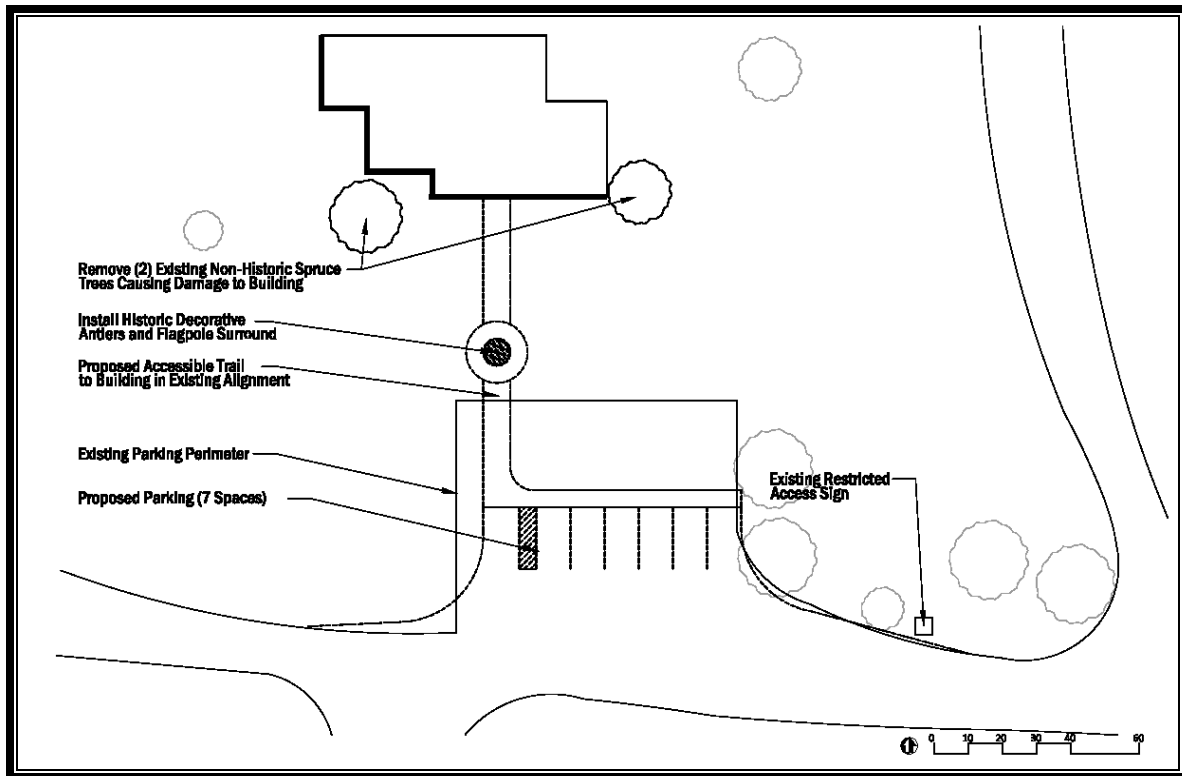 Remove (2) Existing Non-Historic Spruce
Trees Causing Damage to Building
Install Historic Decorative
Antlers and Flagpole Surround
Proposed Accessible Trail
to Building in Existing Alignment
Existing Parking Perimeter
Proposed Parking (7 Spaces)
Existing Restricted
Access Sign
0 10 20 30 40 60